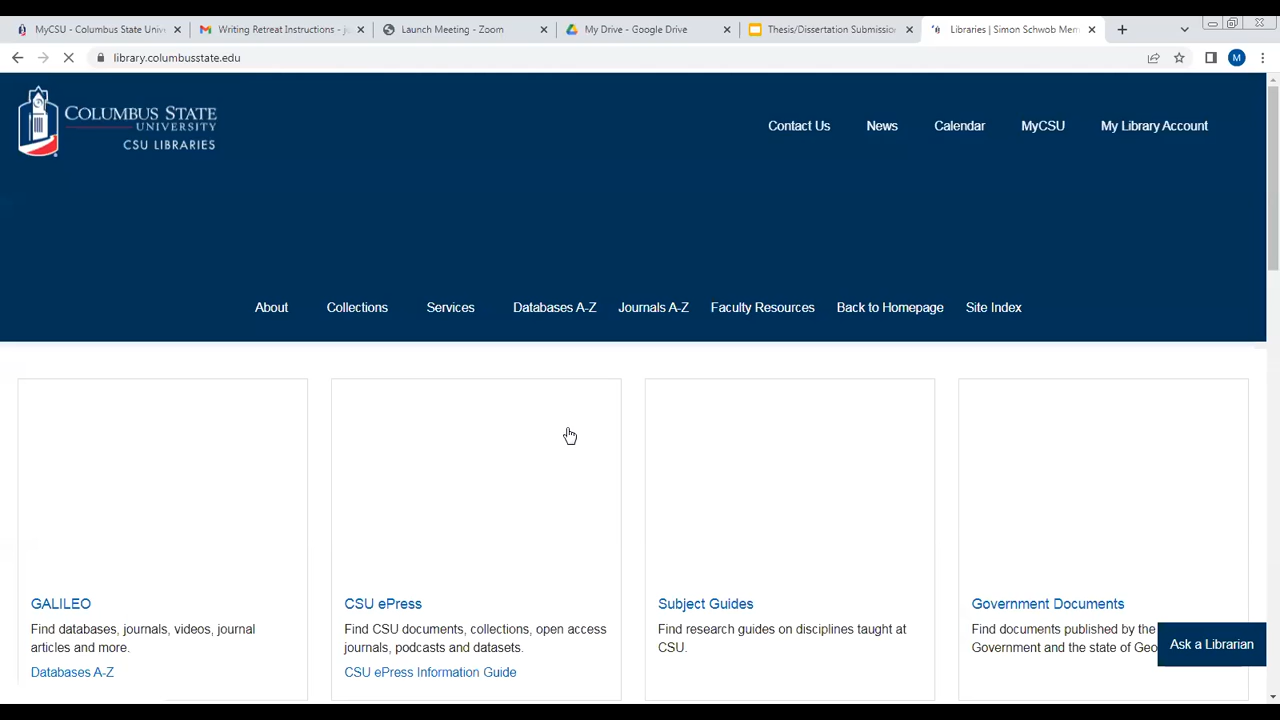 MyCSU - Columbus State Univ
Writing Retreat Instructions - j
Launch Meeting - Zoom
My Drive - Google Drive
Thesis/Dissertation Submissio
Libraries | Simon Schwob Mem
library.columbusstate.edu
M
COLUMBUS STATE
UNIVERSITY
CSU LIBRARIES
Contact Us News Calendar MyCSU My Library Account
About Collections Services Databases A-Z Journals A-Z Faculty Resources Back to Homepage Site Index
GALILEO
Find databases, journals, videos, journal
articles and more.
Databases A-Z
CSU ePress
Find CSU documents, collections, open access
journals, podcasts and datasets.
CSU ePress Information Guide
Subject Guides
Find research guides on disciplines taught at
CSU.
Government Documents
Find documents published by the
Government and the state of Geo
Ask a Librarian